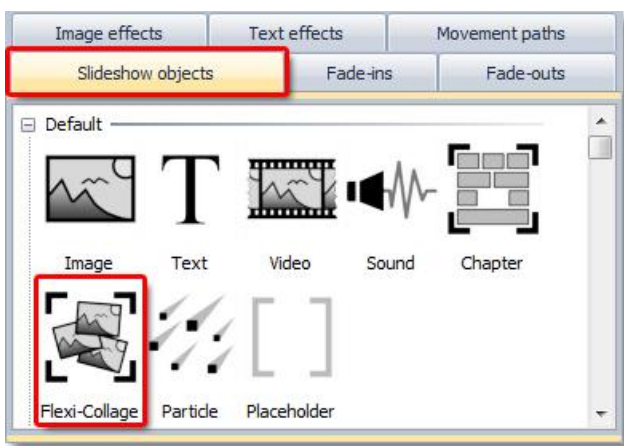 Image effects Text effects Movement paths
Slideshow objects Fade-ins Fade-outs
Default
Image Text Video Sound Chapter
Flexi-Collage Particle Placeholder